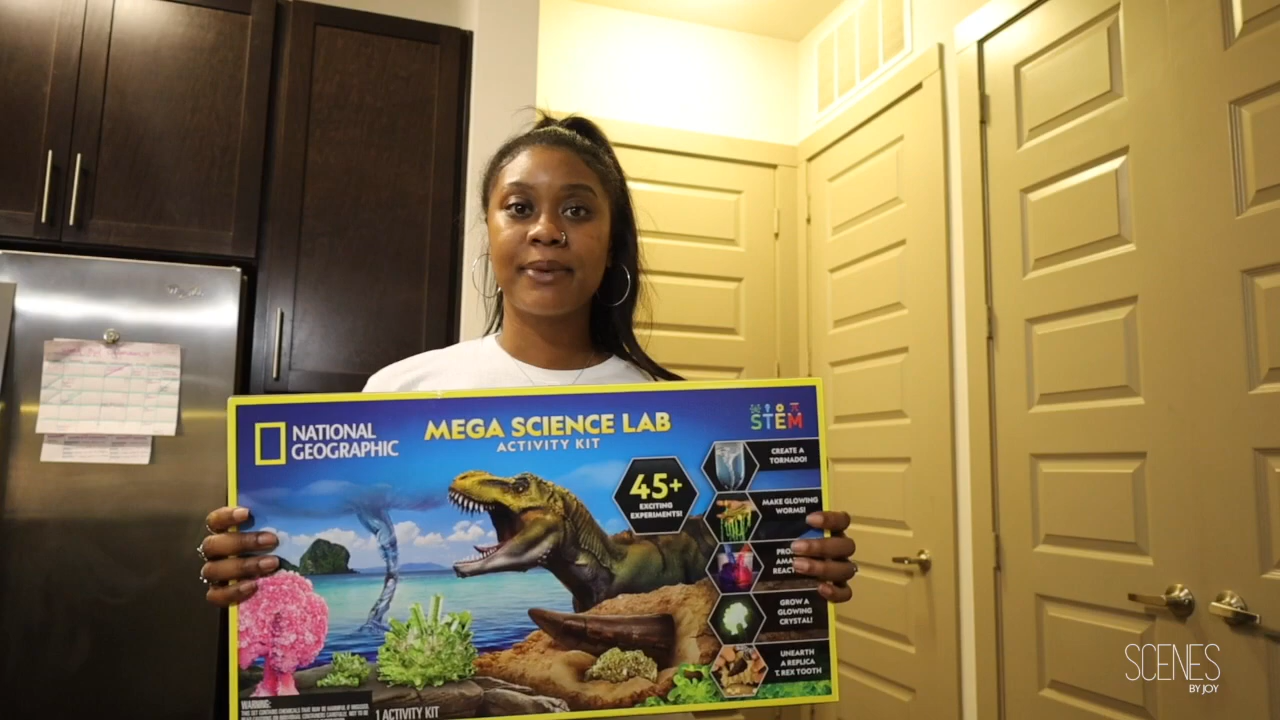 NATIONAL
GEOGRAPHIC
MEGA SCIENCE LAB
ACTIVITY KIT
STEM
45+
EXCITING
EXPERIMENTS!
CREATE A
TORNADO!
MAKE GLOWING
WORMS!
GROW A
GLOWING
CRYSTAL!
UNEARTH
A REPLICA
T. REX TOOTH
WARNING:
1 ACTIVITY KIT
SCENES
BY JOY